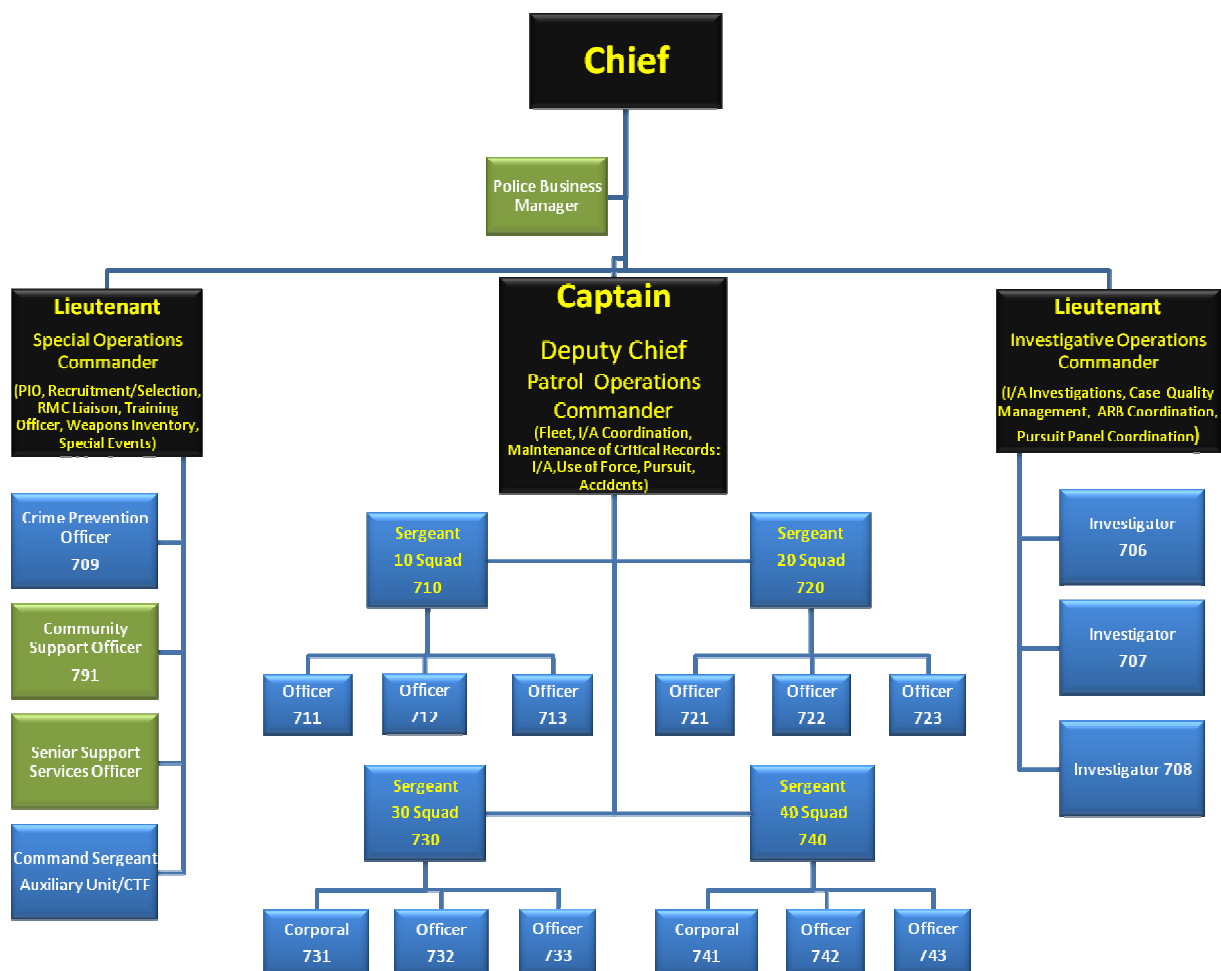 Chief
Police Business
Manager
Lieutenant
Special Operations
Commander
(PIO, Recruitment/Selection,
RMC Liaison, Training
Officer, Weapons Inventory,
Special Events)
Captain
Deputy Chief
Patrol Operations
Commander
(Fleet, I/A Coordination,
Maintenance of Critical Records:
I/A,Use of Force, Pursuit,
Accidents)
Lieutenant
Investigative Operations
Commander
(I/A Investigations, Case Quality
Management, ARB Coordination,
Pursuit Panel Coordination)
Crime Prevention
Officer
709
Community
Support Officer
791
Senior Support
Services Officer
Command Sergeant
Auxiliary Unit/CTF
Sergeant
10 Squad
710
Sergeant
20 Squad
720
Officer
711
Officer
712
Officer
713
Officer
721
Officer
722
Officer
723
Sergeant
30 Squad
730
Sergeant
40 Squad
740
Corporal
731
Officer
732
Officer
733
Corporal
741
Officer
742
Officer
743
Investigator
706
Investigator
707
Investigator 708